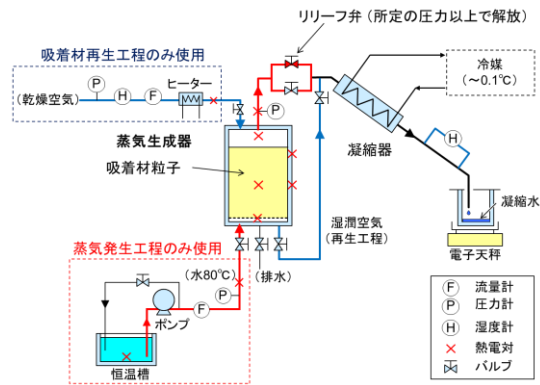 リリーフ弁（所定の圧力以上で解放）
吸着材再生工程のみ使用
P
ヒーター
（乾燥空気）
H
F
冷媒
（～0.1℃）
P
蒸気生成器
吸着材粒子
凝縮器
H
凝縮水
湿潤空気
（再生工程）
電子天秤
蒸気発生工程のみ使用
（水80℃）
（排水）
P
F
ポンプ
恒温槽
F 流量計
P 圧力計
H 湿度計
熱電対
バルブ